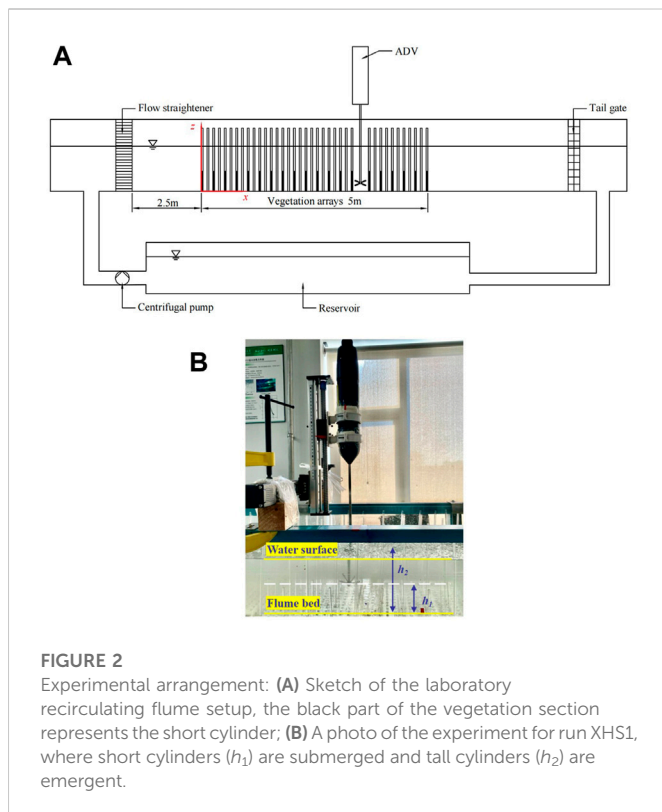 A
ADV
Flow straightener
Tail gate
z
x
2.5m
Vegetation arrays 5m
Centrifugal pump
Reservoir
B
Water surface
h₂
Flume bed
h₁
FIGURE 2
Experimental arrangement: (A) Sketch of the laboratory
recirculating flume setup, the black part of the vegetation section
represents the short cylinder; (B) A photo of the experiment for run XHS1,
where short cylinders (h₁) are submerged and tall cylinders (h₂) are
emergent.